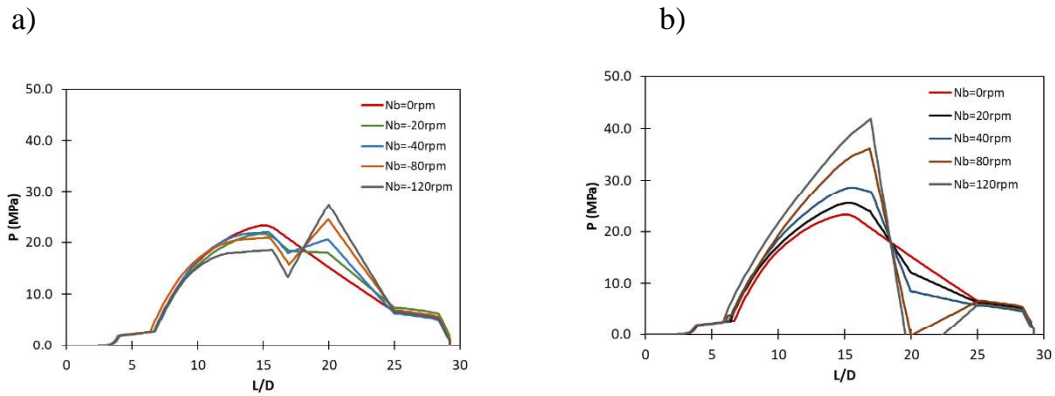 a)
50.0
40.0
30.0
20.0
10.0
0.0
P (MPa)
0 5 10 15 20 25 30
L/D
Nb=0rpm
Nb=-20rpm
Nb=-40rpm
Nb=-80rpm
Nb=-120rpm
b)
50.0
40.0
30.0
20.0
10.0
0.0
P (MPa)
0 5 10 15 20 25 30
L/D
Nb=0rpm
Nb=20rpm
Nb=40rpm
Nb=80rpm
Nb=120rpm